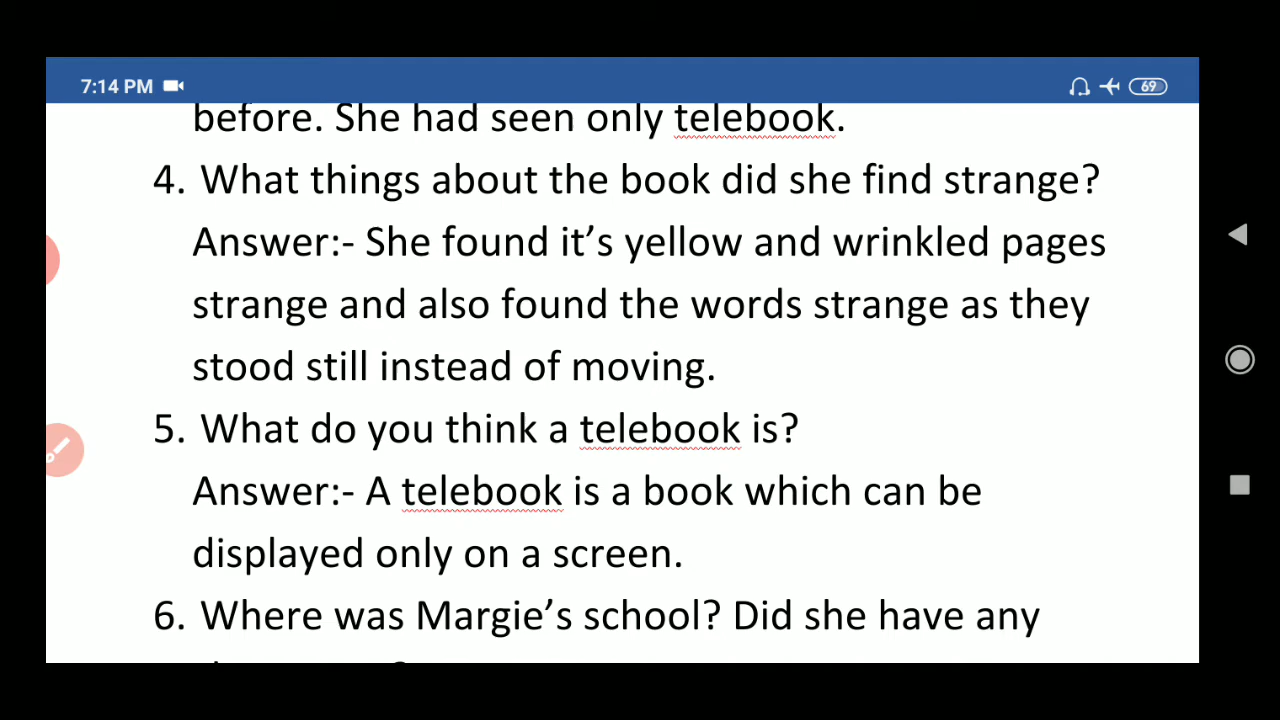 7:14 PM
69
before. She had seen only telebook.
4. What things about the book did she find strange?
Answer:- She found it’s yellow and wrinkled pages
strange and also found the words strange as they
stood still instead of moving.
5. What do you think a telebook is?
Answer:- A telebook is a book which can be
displayed only on a screen.
6. Where was Margie’s school? Did she have any